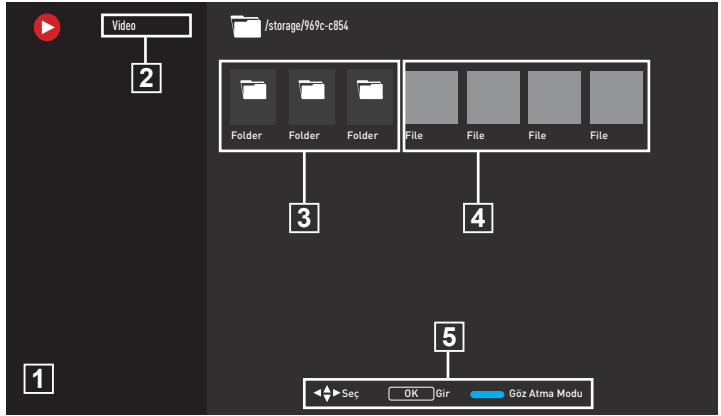 Video
/storage/969c-c854
2
Folder Folder Folder File File File File
3 4
5
1
Seç OK Gir Göz Atma Modu